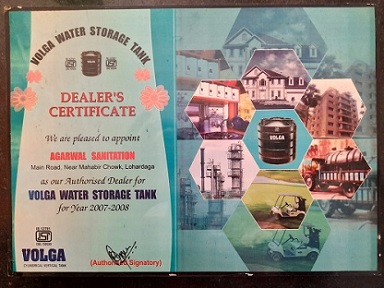 VOLGA WATER STORAGE TANK
DEALER'S
CERTIFICATE
We are pleased to appoint
AGARWAL SANITATION
Main Road, Near Mahabir Chowk, Lohardaga
as our Authorised Dealer for
VOLGA WATER STORAGE TANK
for Year 2007-2008
VOLGA
(Authorised Signatory)
VOLGA